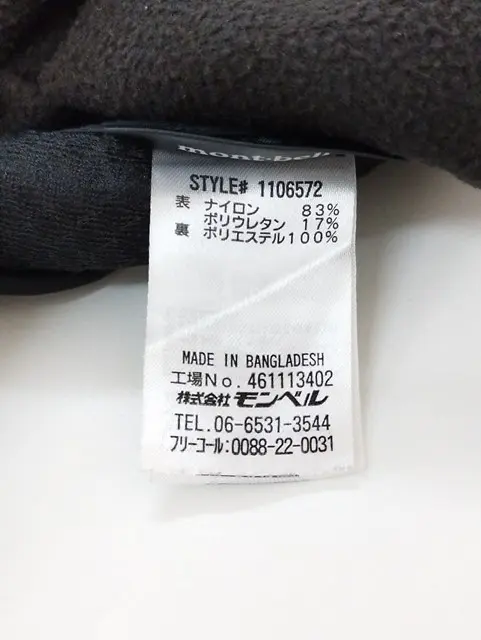 mont-bell
STYLE# 1106572
表 ナイロン 83%
ポリウレタン 17%
裏 ポリエステル100%
MADE IN BANGLADESH
工場No. 461113402
株式会社 モンベル
TEL. 06-6531-3544
フリーコール:0088-22-0031